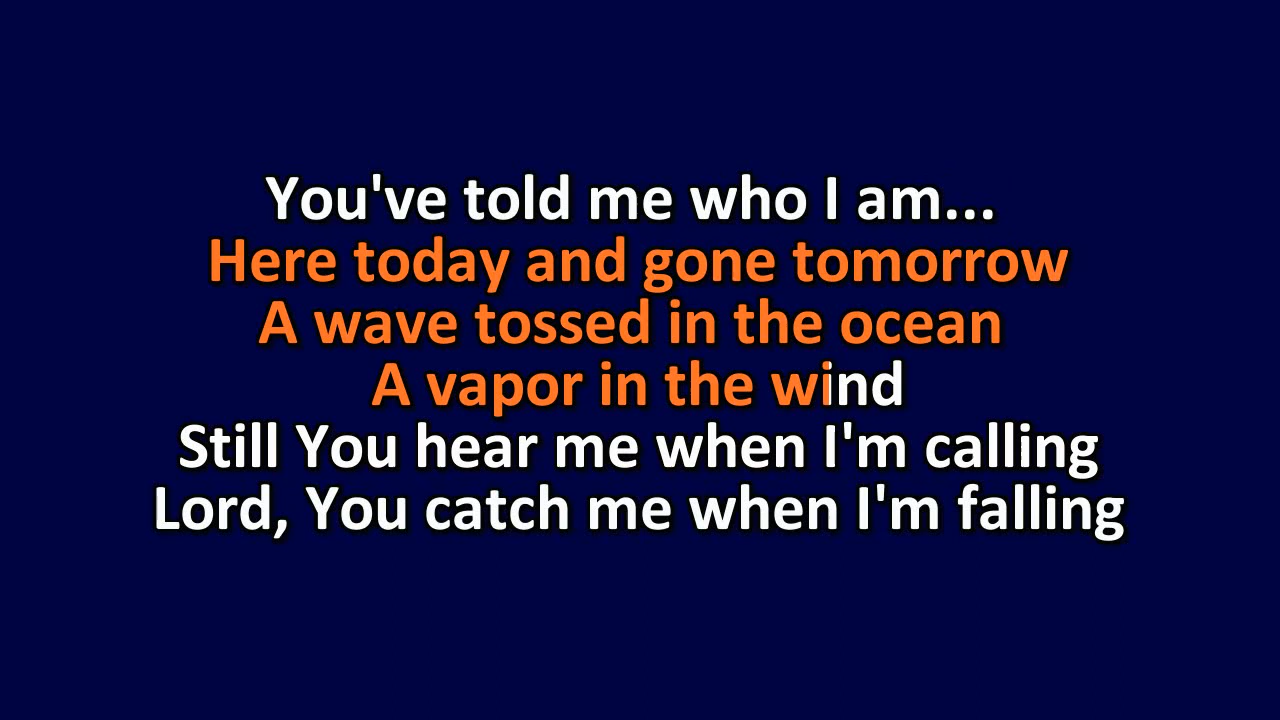 You've told me who I am...
Here today and gone tomorrow
A wave tossed in the ocean
A vapor in the wind
Still You hear me when I'm calling
Lord, You catch me when I'm falling